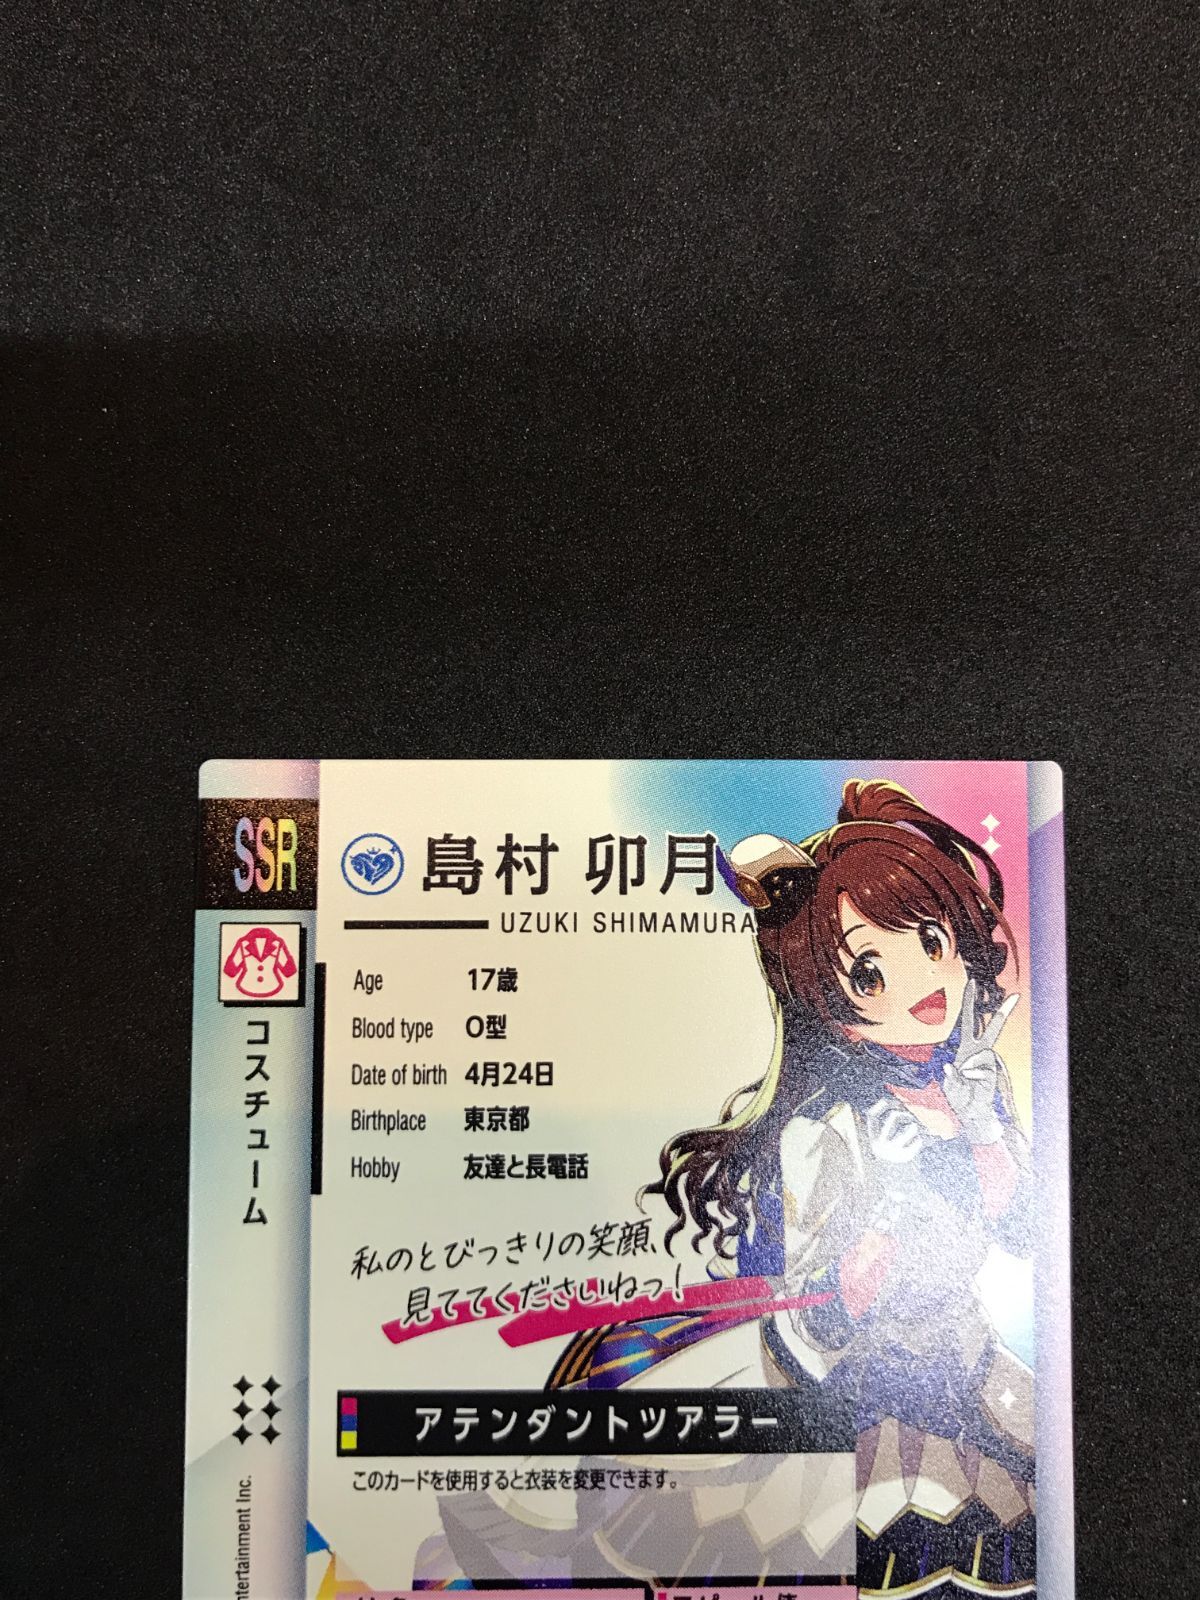 SSR
コスチューム
島村 卯月
UZUKI SHIMAMURA
Age 17歳
Blood type O型
Date of birth 4月24日
Birthplace 東京都
Hobby 友達と長電話
私のとびっきりの笑顔、
見ててくださいねっ!
アテンダントツアラー
このカードを使用すると衣装を変更できます。
ntertainment Inc.